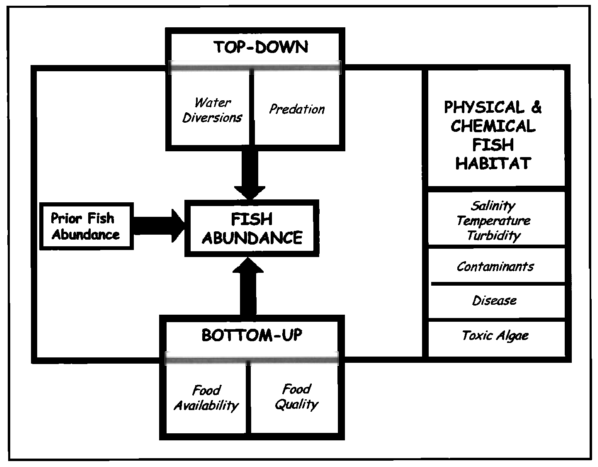 TOP-DOWN
Water
Diversions
Predation
PHYSICAL &
CHEMICAL
FISH
HABITAT
Prior Fish
Abundance
FISH
ABUNDANCE
Salinity
Temperature
Turbidity
Contaminants
Disease
Toxic Algae
BOTTOM-UP
Food
Availability
Food
Quality